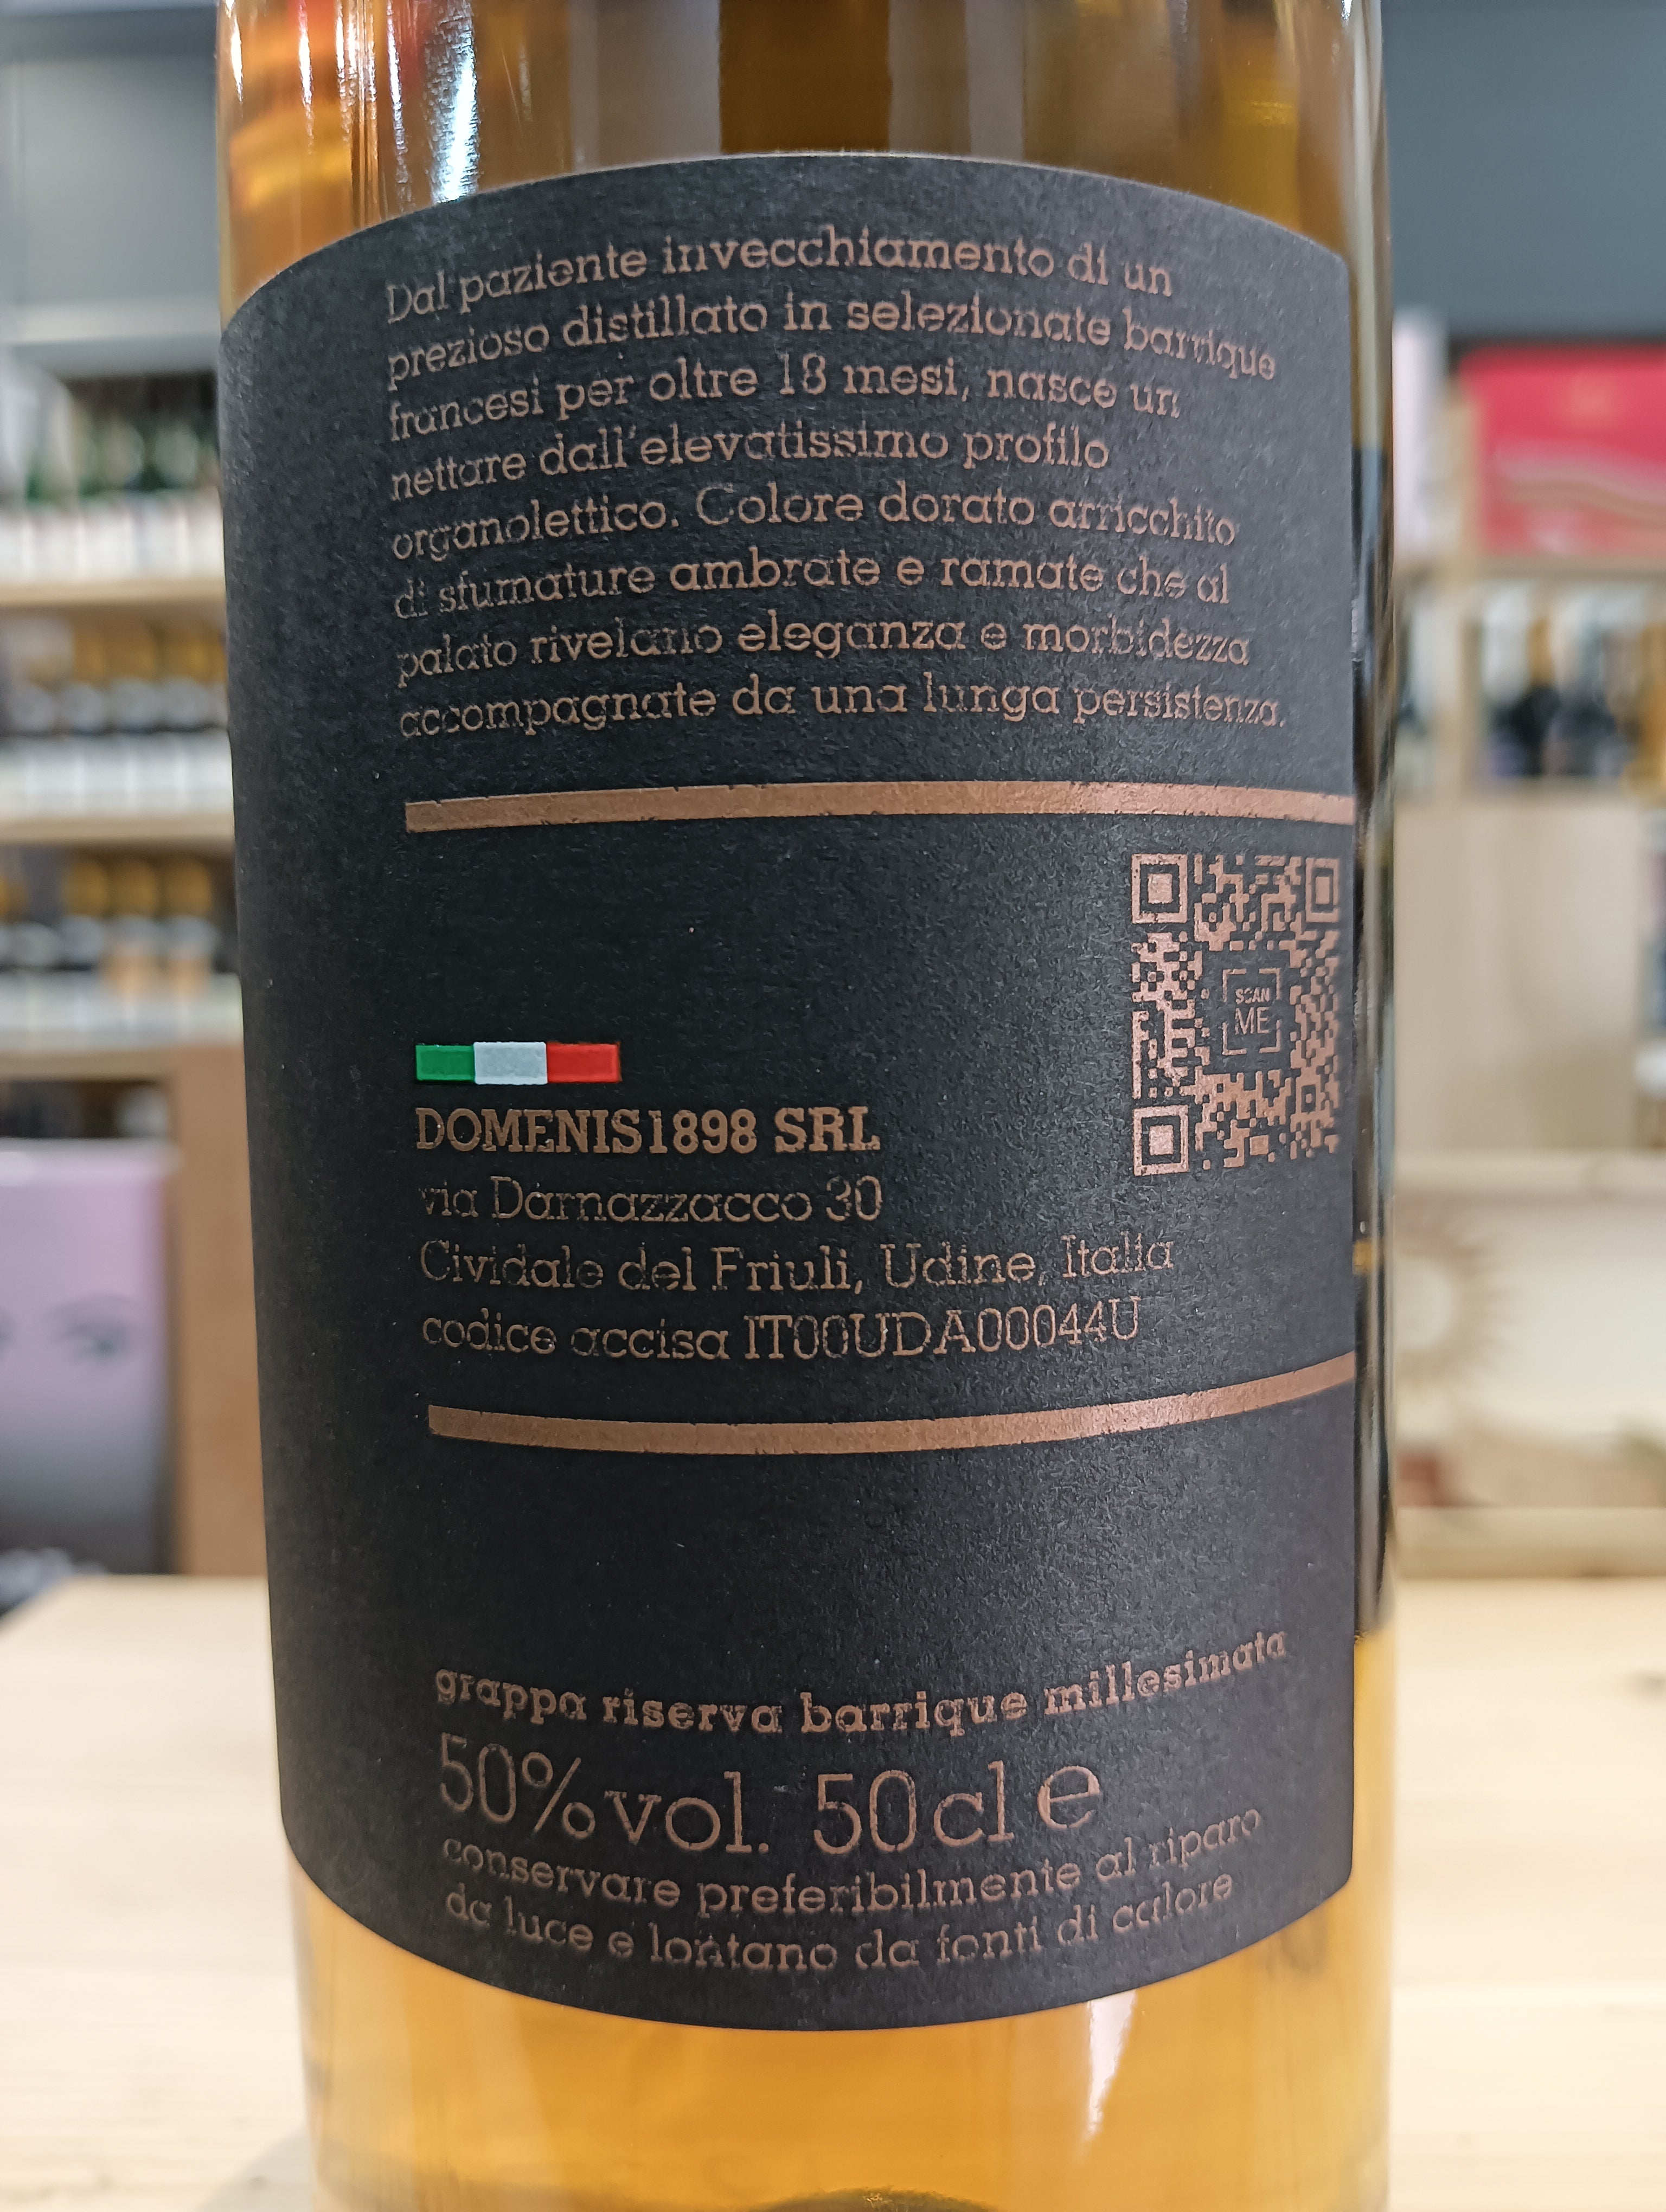 Dal paziente invecchiamento di un
prezioso distillato in selezionate barrique
francesi per oltre 18 mesi, nasce un
nettare dall'elevatissimo profilo
organolettico. Colore dorato arricchito
di sfumature ambrate e ramate che al
palato rivelano eleganza e morbidezza
accompagnate da una lunga persistenza.
SCAN
ME
DOMENIS1898 SRL
via Darnazzacco 30
Cividale del Friuli, Udine, Italia
codice accisa IT00UDA00044U
grappa riserva barrique millesimata
50%vol. 50cl e
conservare preferibilmente al riparo
da luce e lontano da fonti di calore